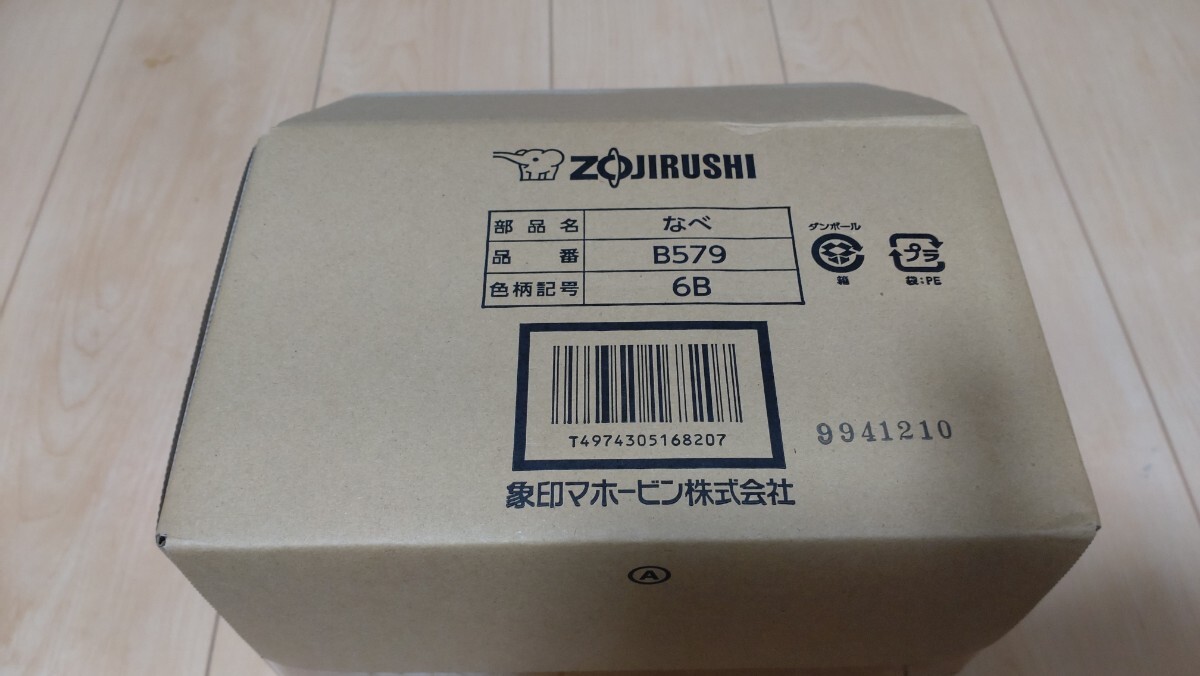 ZOJIRUSHI
部品名 なべ
品番 B579
色柄記号 6B
ダンボール
箱
プラ
袋:PE
T4974305168207
9941210
象印マホービン株式会社
A